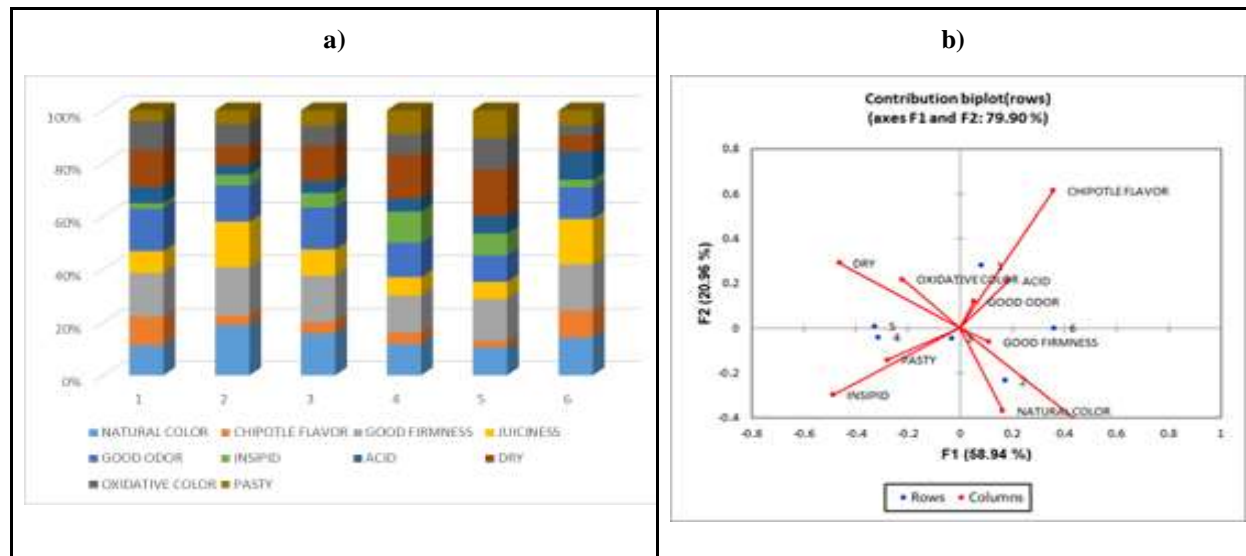 a)
100%
80%
60%
40%
20%
0%
1 2 3 4 5 6
NATURAL COLOR CHIPOTLE FLAVOR GOOD FIRMNESS JUICINESS
GOOD ODOR INSIPID ACID DRY
OXIDATIVE COLOR PASTY
b)
Contribution biplot(rows)
(axes F1 and F2: 79.90 %)
0.8
0.6
0.4
0.2
0
-0.2
-0.4
F2 (20.96 %)
CHIPOTLE FLAVOR
DRY
1
OXIDATIVE COLOR
ACID
GOOD ODOR
5
6
4
GOOD FIRMNESS
PASTY
2
INSIPID
NATURAL COLOR
-0.8 -0.6 -0.4 -0.2 0 0.2 0.4 0.6 0.8 1
F1 (58.94 %)
Rows Columns